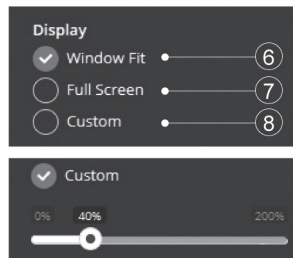 Display
Window Fit 6
Full Screen 7
Custom 8
Custom
0% 40% 200%